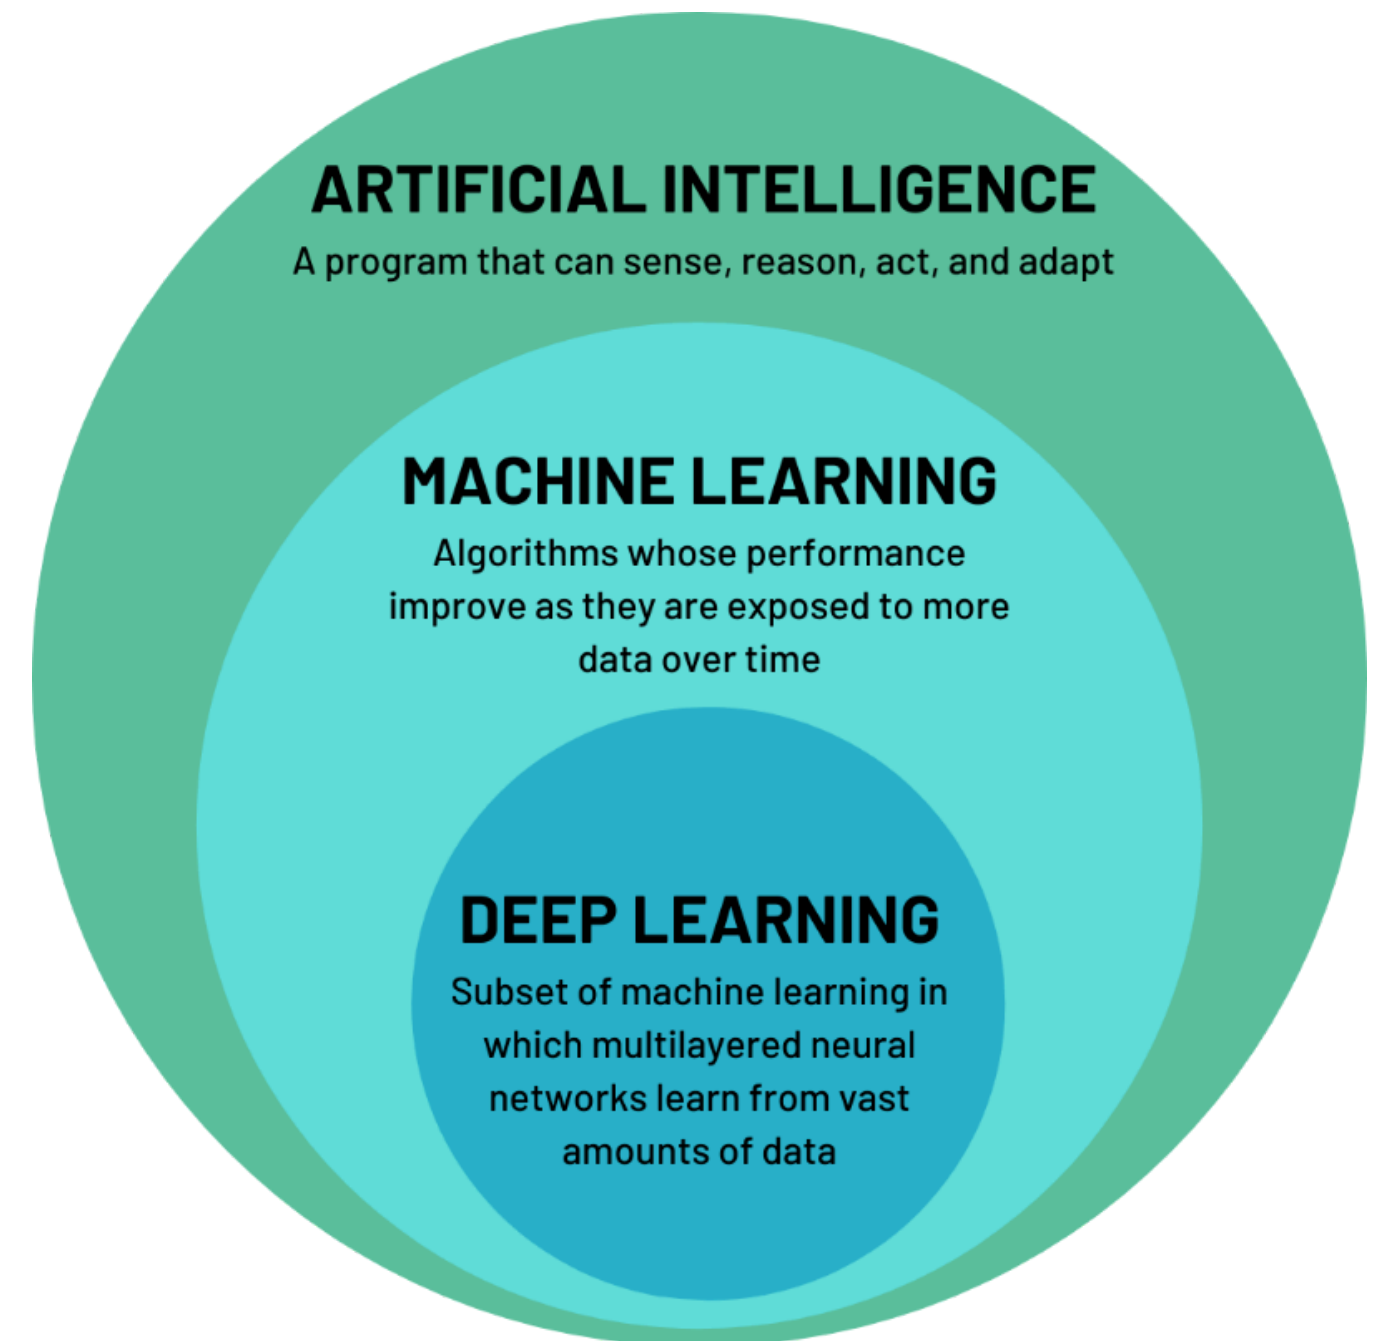 ARTIFICIAL INTELLIGENCE
A program that can sense, reason, act, and adapt
MACHINE LEARNING
Algorithms whose performance
improve as they are exposed to more
data over time
DEEP LEARNING
Subset of machine learning in
which multilayered neural
networks learn from vast
amounts of data